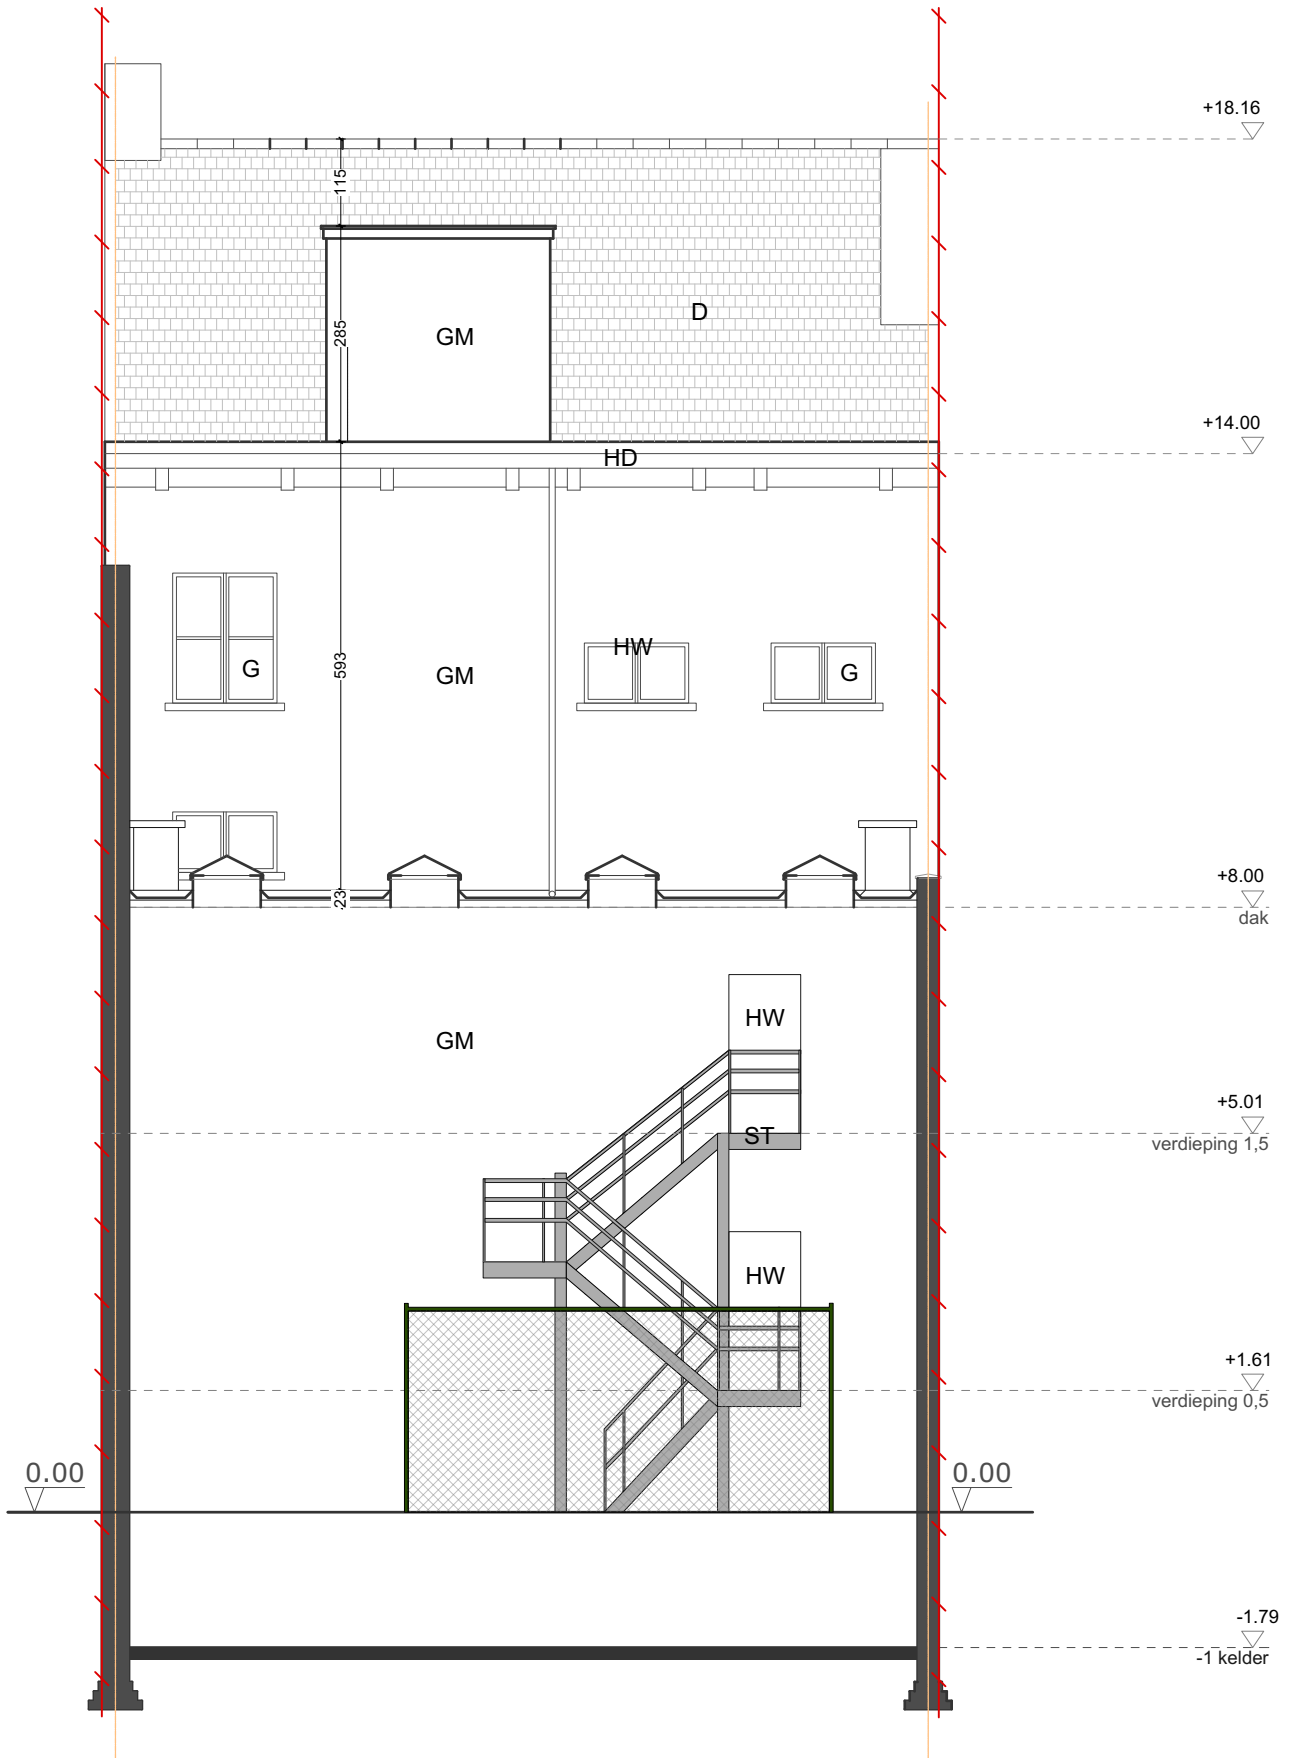 +18.16
115
D
285
GM
+14.00
HD
HW
593
G
GM
G
+8.00
23
dak
HW
GM
+5.01
ST
verdieping 1,5
HW
+1.61
verdieping 0,5
0.00
0.00
-1.79
-1 kelder